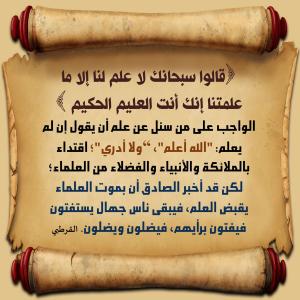 ﴿قالوا سبحانك لا علم لنا إلا ما
علمتنا إنك أنت العليم الحكيم﴾
الواجب على من سئل عن علم أن يقول إن لم
يعلم: "الله أعلم"، "ولا أدري"؛ اقتداء
بالملائكة والأنبياء والفضلاء من العلماء؛
لكن قد أخبر الصادق أن بموت العلماء
يقبض العلم، فيبقى ناس جهال يستفتون
فيفتون برأيهم، فيضلون ويضلون. القرطبي